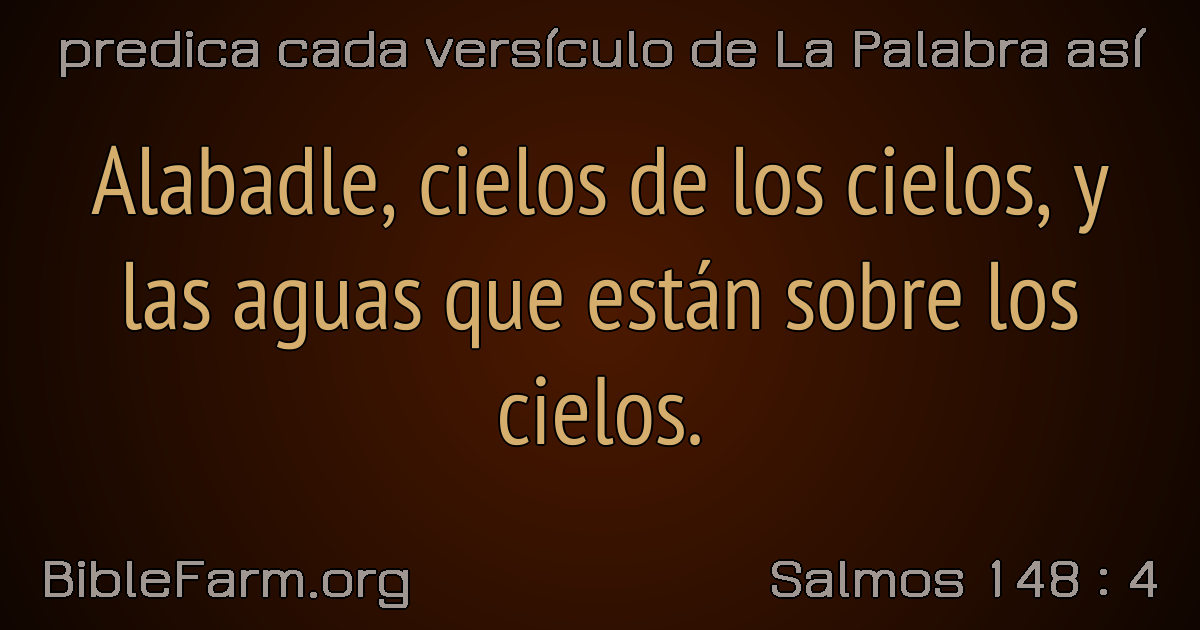 predica cada versículo de La Palabra así
Alabadle, cielos de los cielos, y
las aguas que están sobre los
cielos.
BibleFarm.org
Salmos 148 : 4